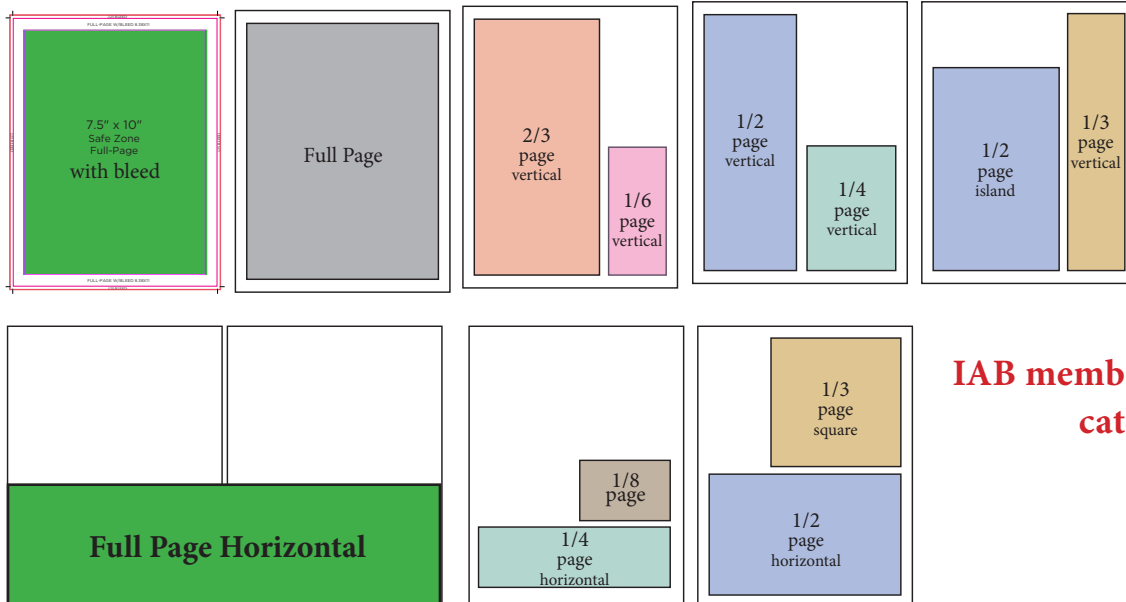 FULL-PAGE W/BLEED 8.588"
7.5" x 10"
Safe Zone
Full-Page
with bleed
FULL-PAGE W/BLEED 8.588"
Full Page
2/3
page
vertical
1/6
page
vertical
1/2
page
vertical
1/4
page
vertical
1/2
page
island
1/3
page
vertical
Full Page Horizontal
1/8
page
1/4
page
horizontal
1/3
page
square
1/2
page
horizontal
IAB memb
cat